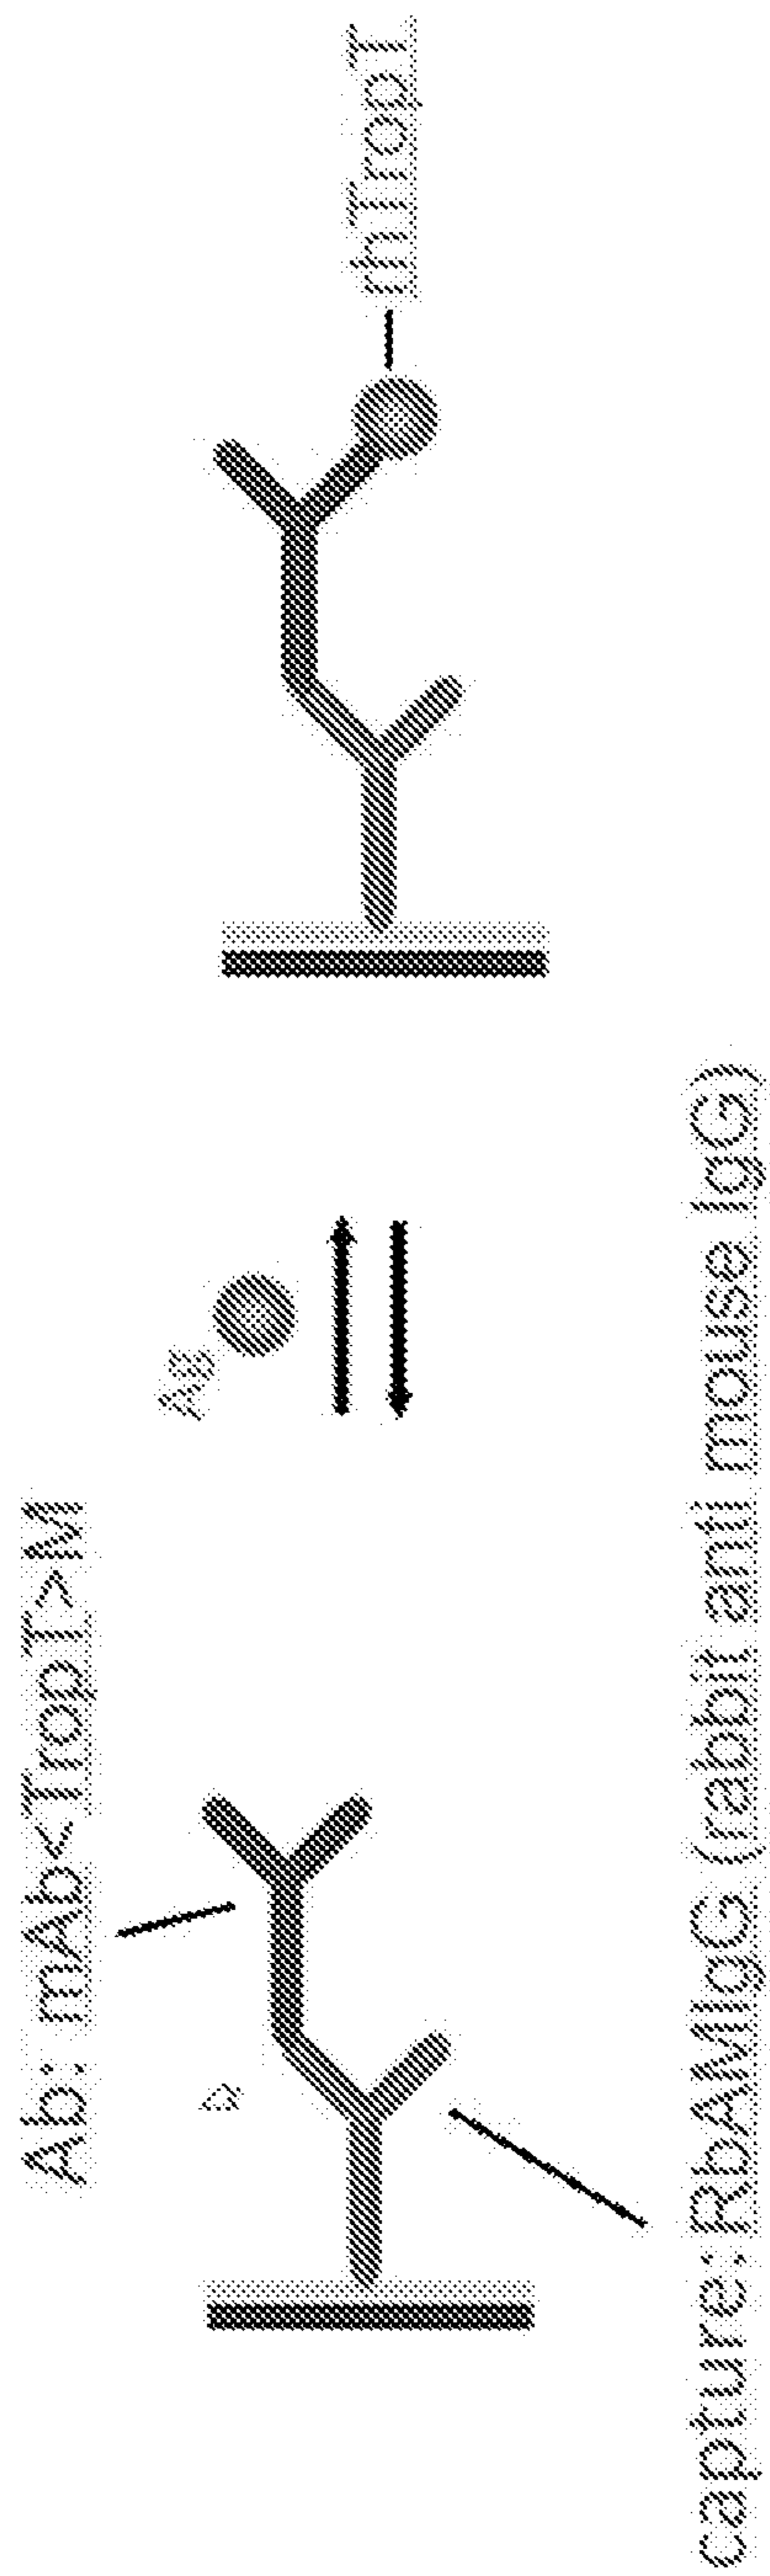 Ab: mAb<TropT>M
Ag
rhTropT
capture: RbAMIgG (rabbit anti mouse IgG)